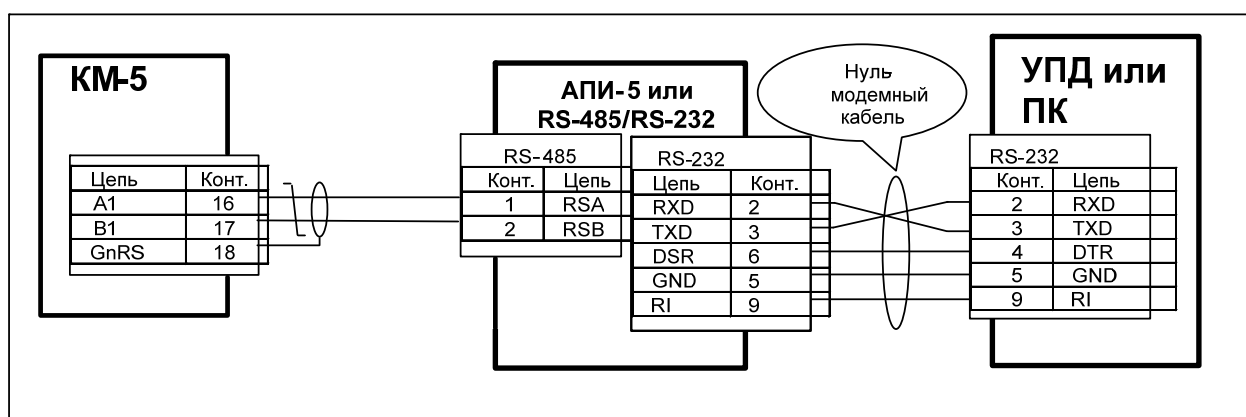 КМ-5
Цепь Конт.
A1 16
B1 17
GnRS 18
АПИ-5 или
RS-485/RS-232
RS-485
Конт. Цепь
1 RSA
2 RSB
RS-232
Цепь Конт.
RXD 2
TXD 3
DSR 6
GND 5
RI 9
Нуль-
модемный
кабель
УПД или
ПК
RS-232
Конт. Цепь
2 RXD
3 TXD
4 DTR
5 GND
9 RI